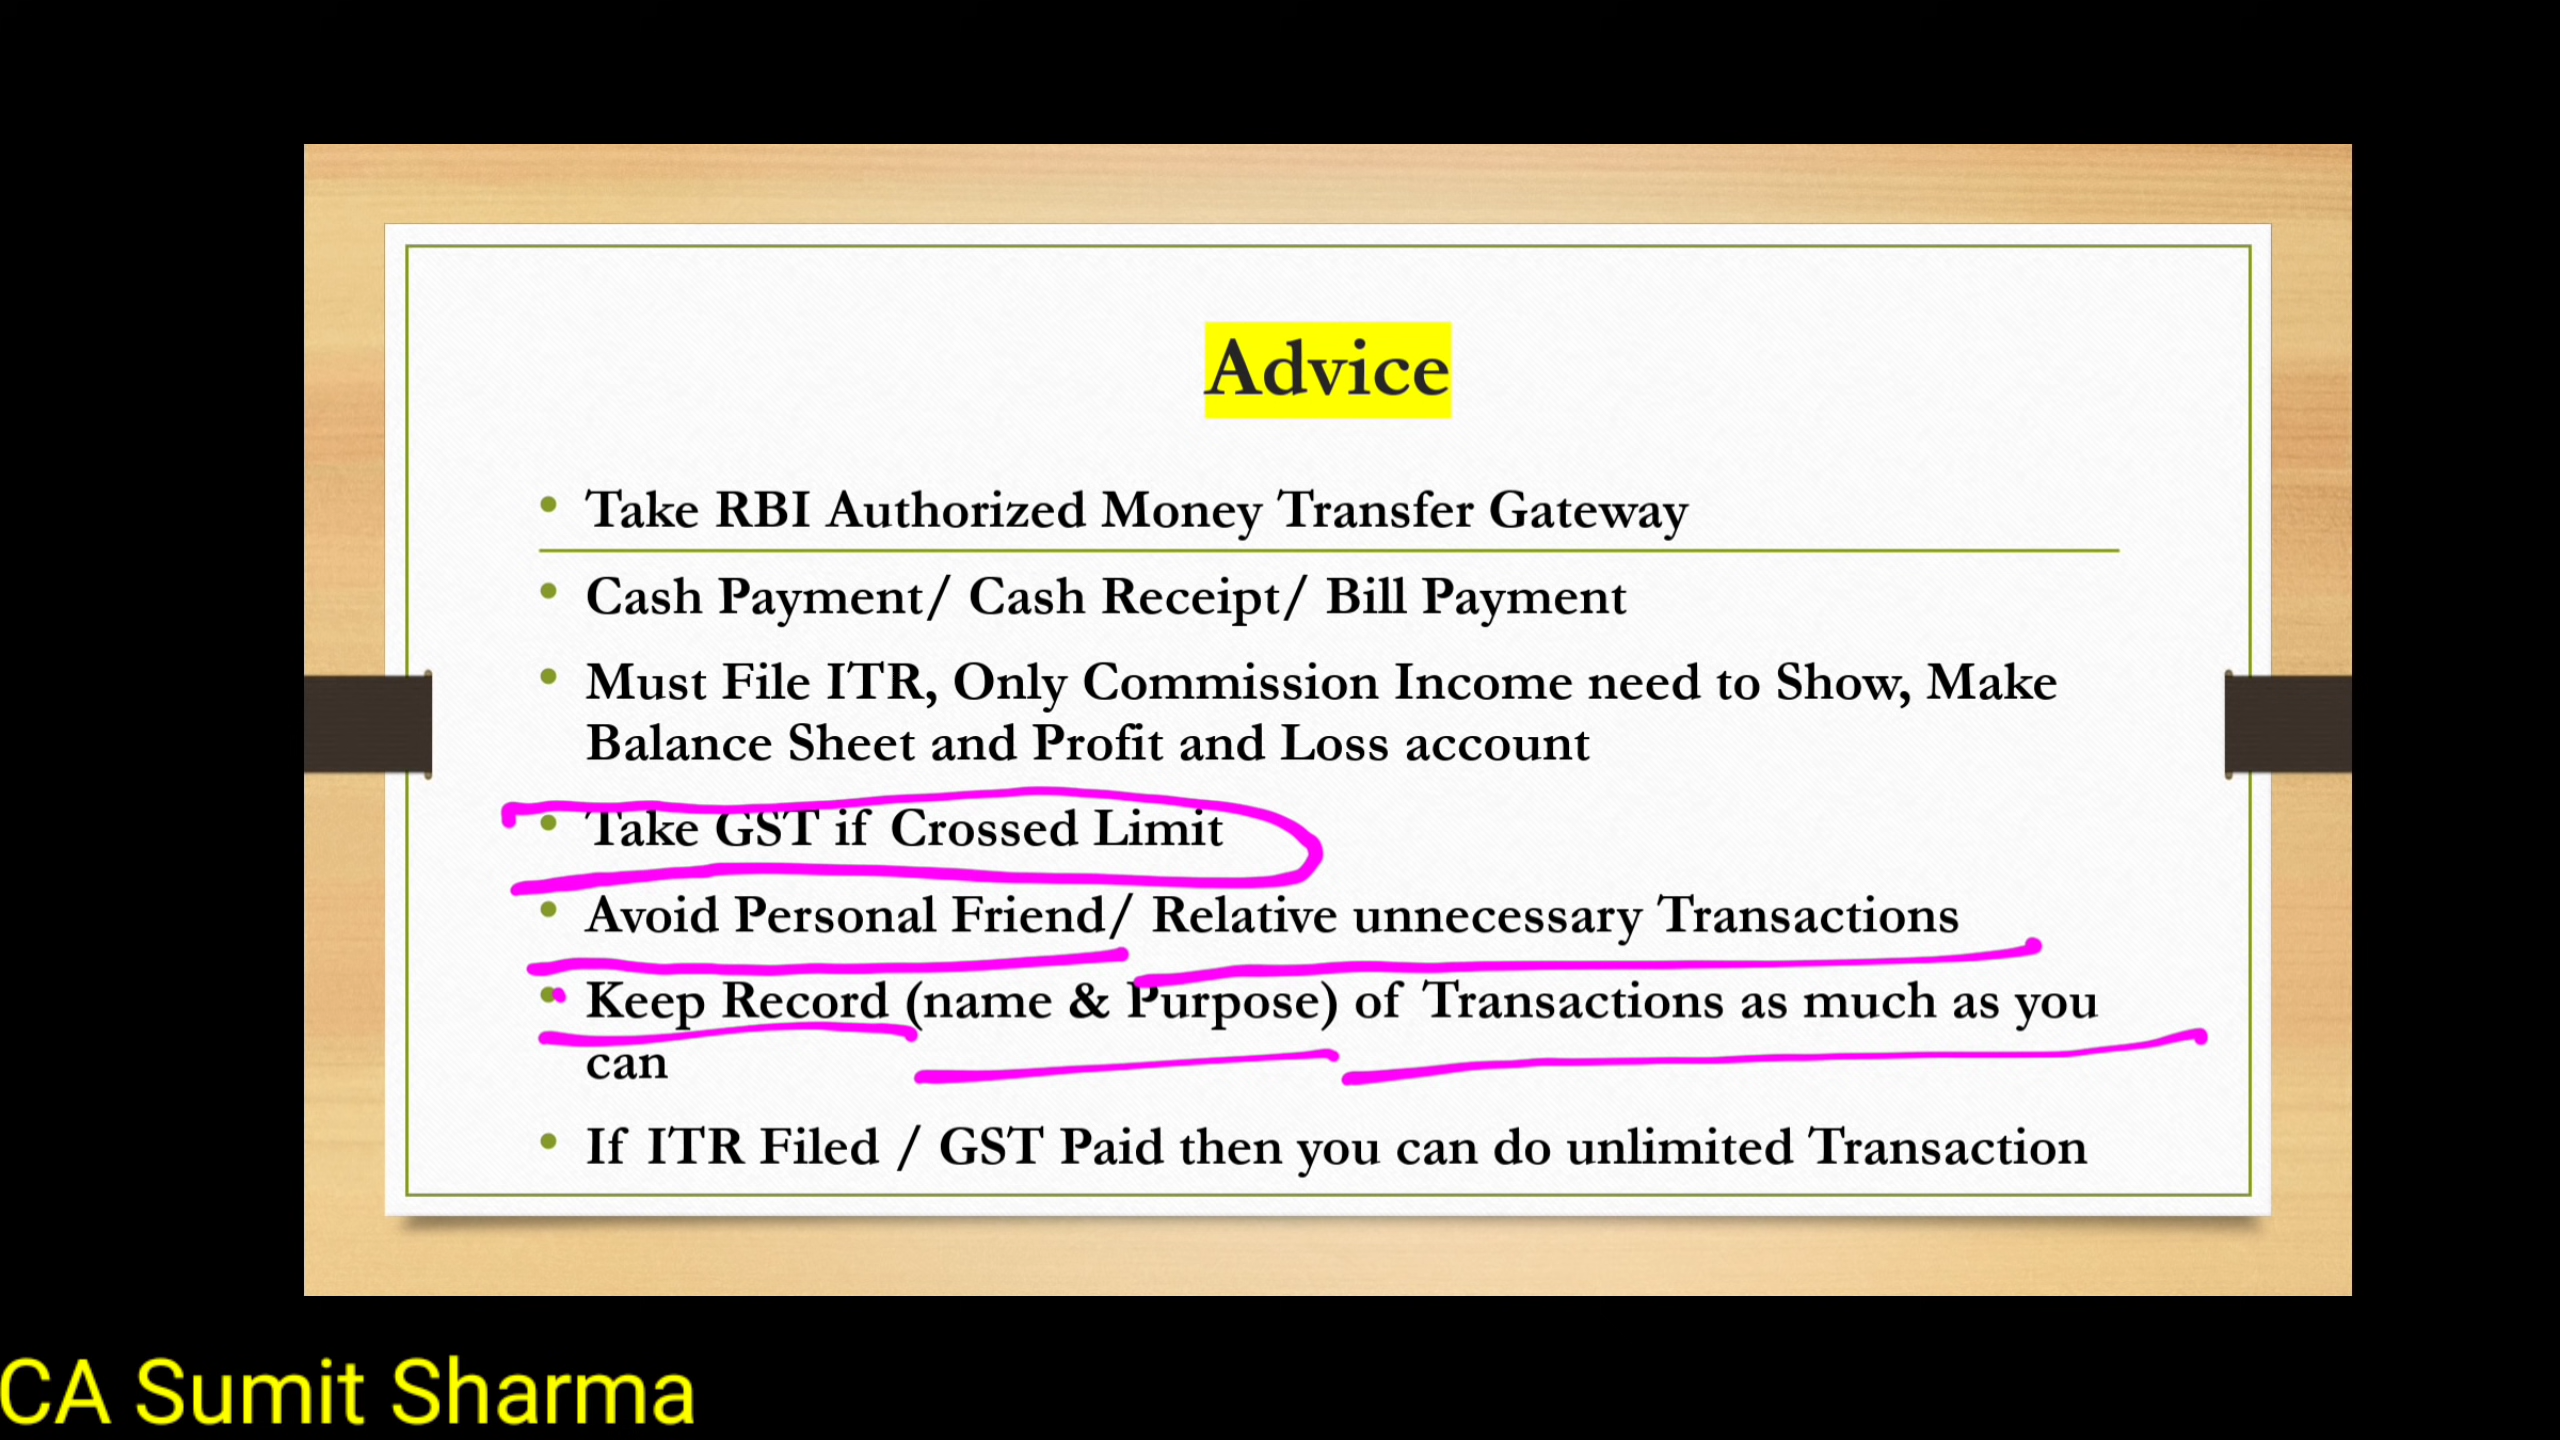 Advice
• Take RBI Authorized Money Transfer Gateway
• Cash Payment/ Cash Receipt/ Bill Payment
• Must File ITR, Only Commission Income need to Show, Make
Balance Sheet and Profit and Loss account
• Take GST if Crossed Limit
• Avoid Personal Friend/ Relative unnecessary Transactions
• Keep Record (name & Purpose) of Transactions as much as you
can
• If ITR Filed / GST Paid then you can do unlimited Transaction
CA Sumit Sharma